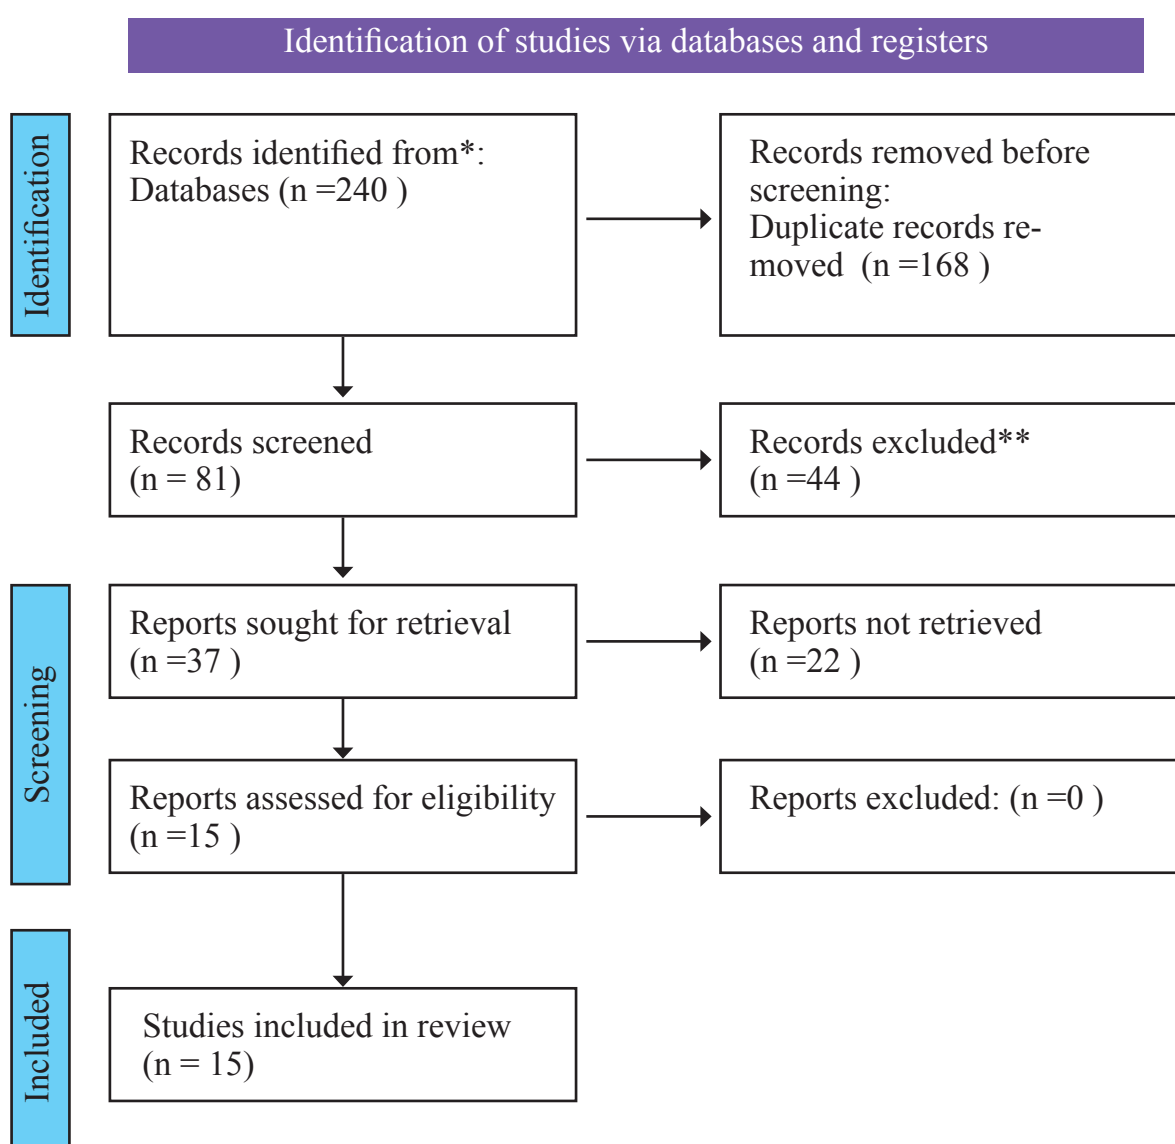 Identification of studies via databases and registers
Identification
Records identified from*:
Databases (n =240 )
Records removed before
screening:
Duplicate records re-
moved  (n =168 )
Records screened
(n = 81)
Records excluded**
(n =44 )
Screening
Reports sought for retrieval
(n =37 )
Reports not retrieved
(n =22 )
Reports assessed for eligibility
(n =15 )
Reports excluded: (n =0 )
Included
Studies included in review
(n = 15)